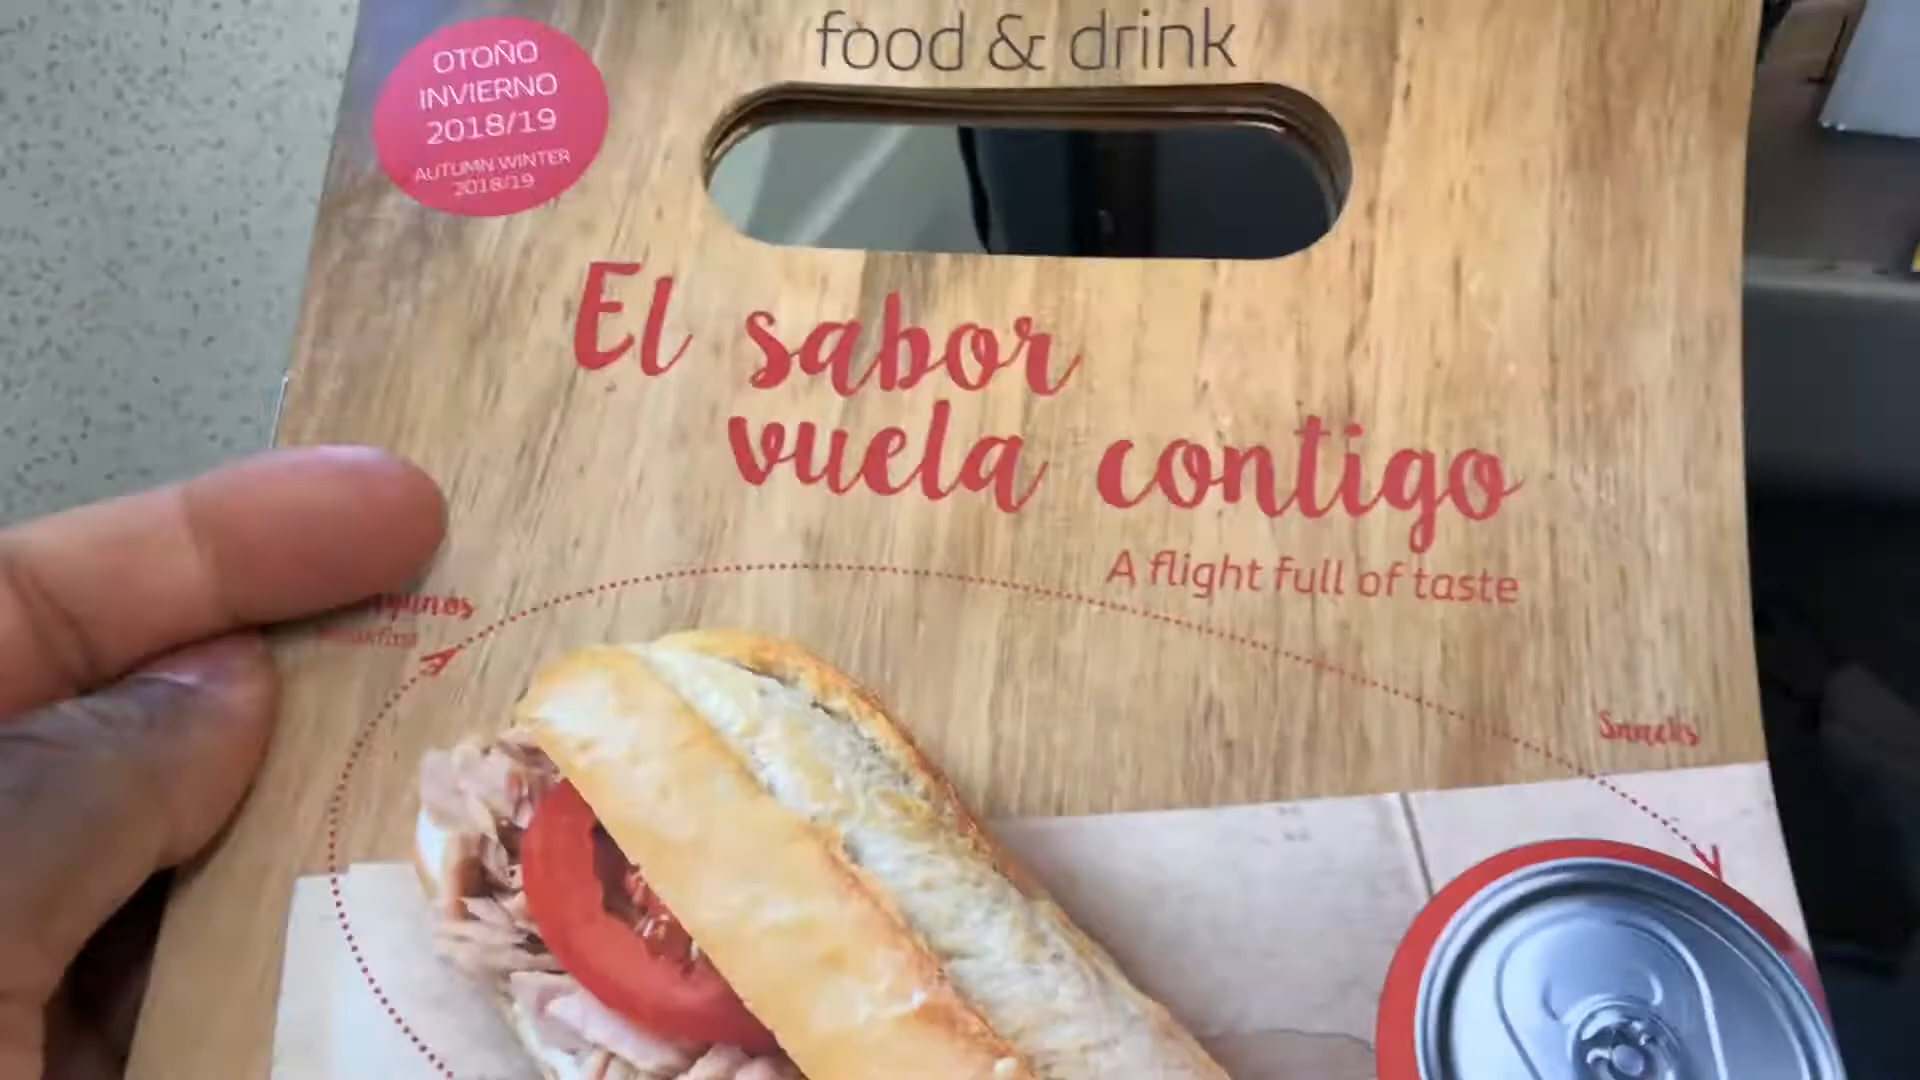 food & drink
OTOÑO
INVIERNO
2018/19
AUTUMN WINTER
2018/19
El sabor
vuela contigo
A flight full of taste
Snacks